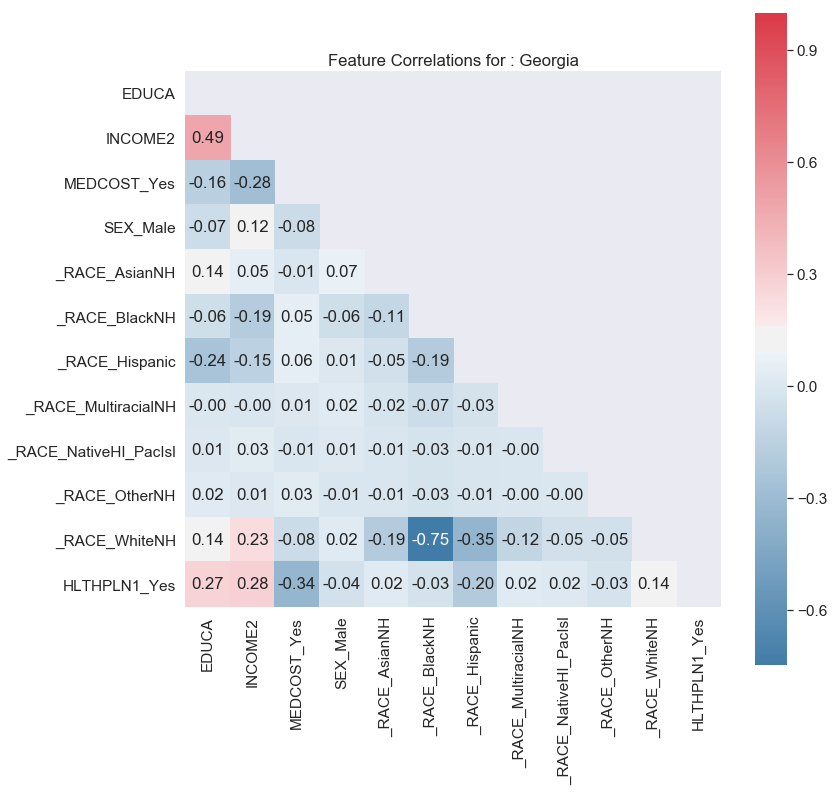 Feature Correlations for : Georgia
EDUCA
INCOME2 0.49
MEDCOST_Yes -0.16 -0.28
SEX_Male -0.07 0.12 -0.08
_RACE_AsianNH 0.14 0.05 -0.01 0.07
_RACE_BlackNH -0.06 -0.19 0.05 -0.06 -0.11
_RACE_Hispanic -0.24 -0.15 0.06 0.01 -0.05 -0.19
_RACE_MultiracialNH -0.00 -0.00 0.01 0.02 -0.02 -0.07 -0.03
_RACE_NativeHI_PacIsl 0.01 0.03 -0.01 0.01 -0.01 -0.03 -0.01 -0.00
_RACE_OtherNH 0.02 0.01 0.03 -0.01 -0.01 -0.03 -0.01 -0.00 -0.00
_RACE_WhiteNH 0.14 0.23 -0.08 0.02 -0.19 -0.75 -0.35 -0.12 -0.05 -0.05
HLTHPLN1_Yes 0.27 0.28 -0.34 -0.04 0.02 -0.03 -0.20 0.02 0.02 -0.03 0.14
EDUCA
INCOME2
MEDCOST_Yes
SEX_Male
_RACE_AsianNH
_RACE_BlackNH
_RACE_Hispanic
_RACE_MultiracialNH
_RACE_NativeHI_PacIsl
_RACE_OtherNH
_RACE_WhiteNH
HLTHPLN1_Yes
0.9
0.6
0.3
0.0
−0.3
−0.6